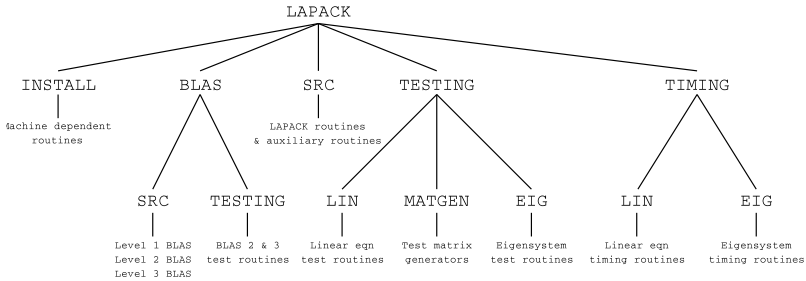 LAPACK
INSTALL BLAS SRC TESTING TIMING
Machine dependent
routines
LAPACK routines
& auxiliary routines
SRC TESTING LIN MATGEN EIG LIN EIG
Level 1 BLAS
Level 2 BLAS
Level 3 BLAS
BLAS 2 & 3
test routines
Linear eqn
test routines
Test matrix
generators
Eigensystem
test routines
Linear eqn
timing routines
Eigensystem
timing routines